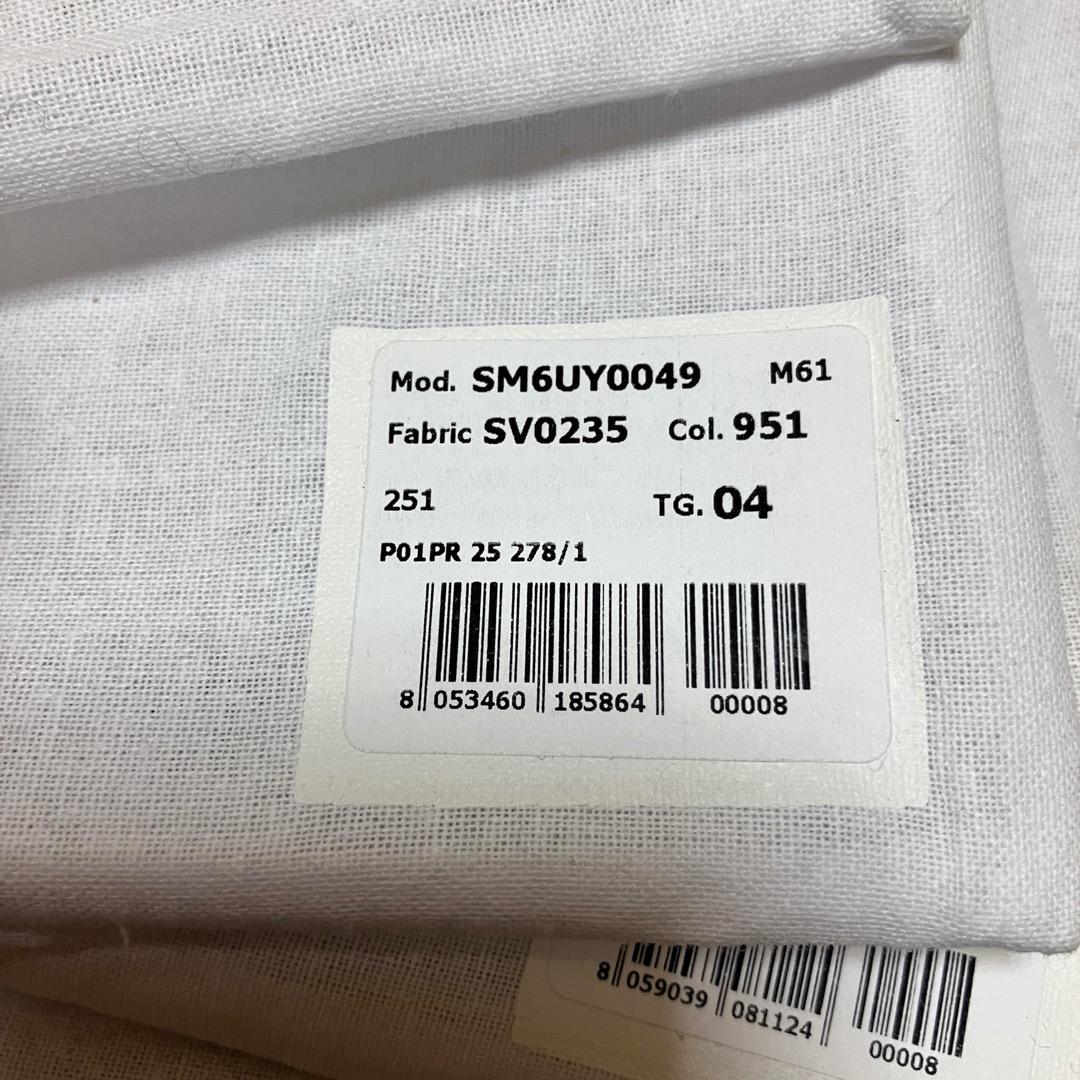 Mod. SM6UY0049 M61
Fabric SV0235 Col. 951
251 TG. 04
P01PR 25 278/1
8 053460 185864 00008
8 059039 081124 00008